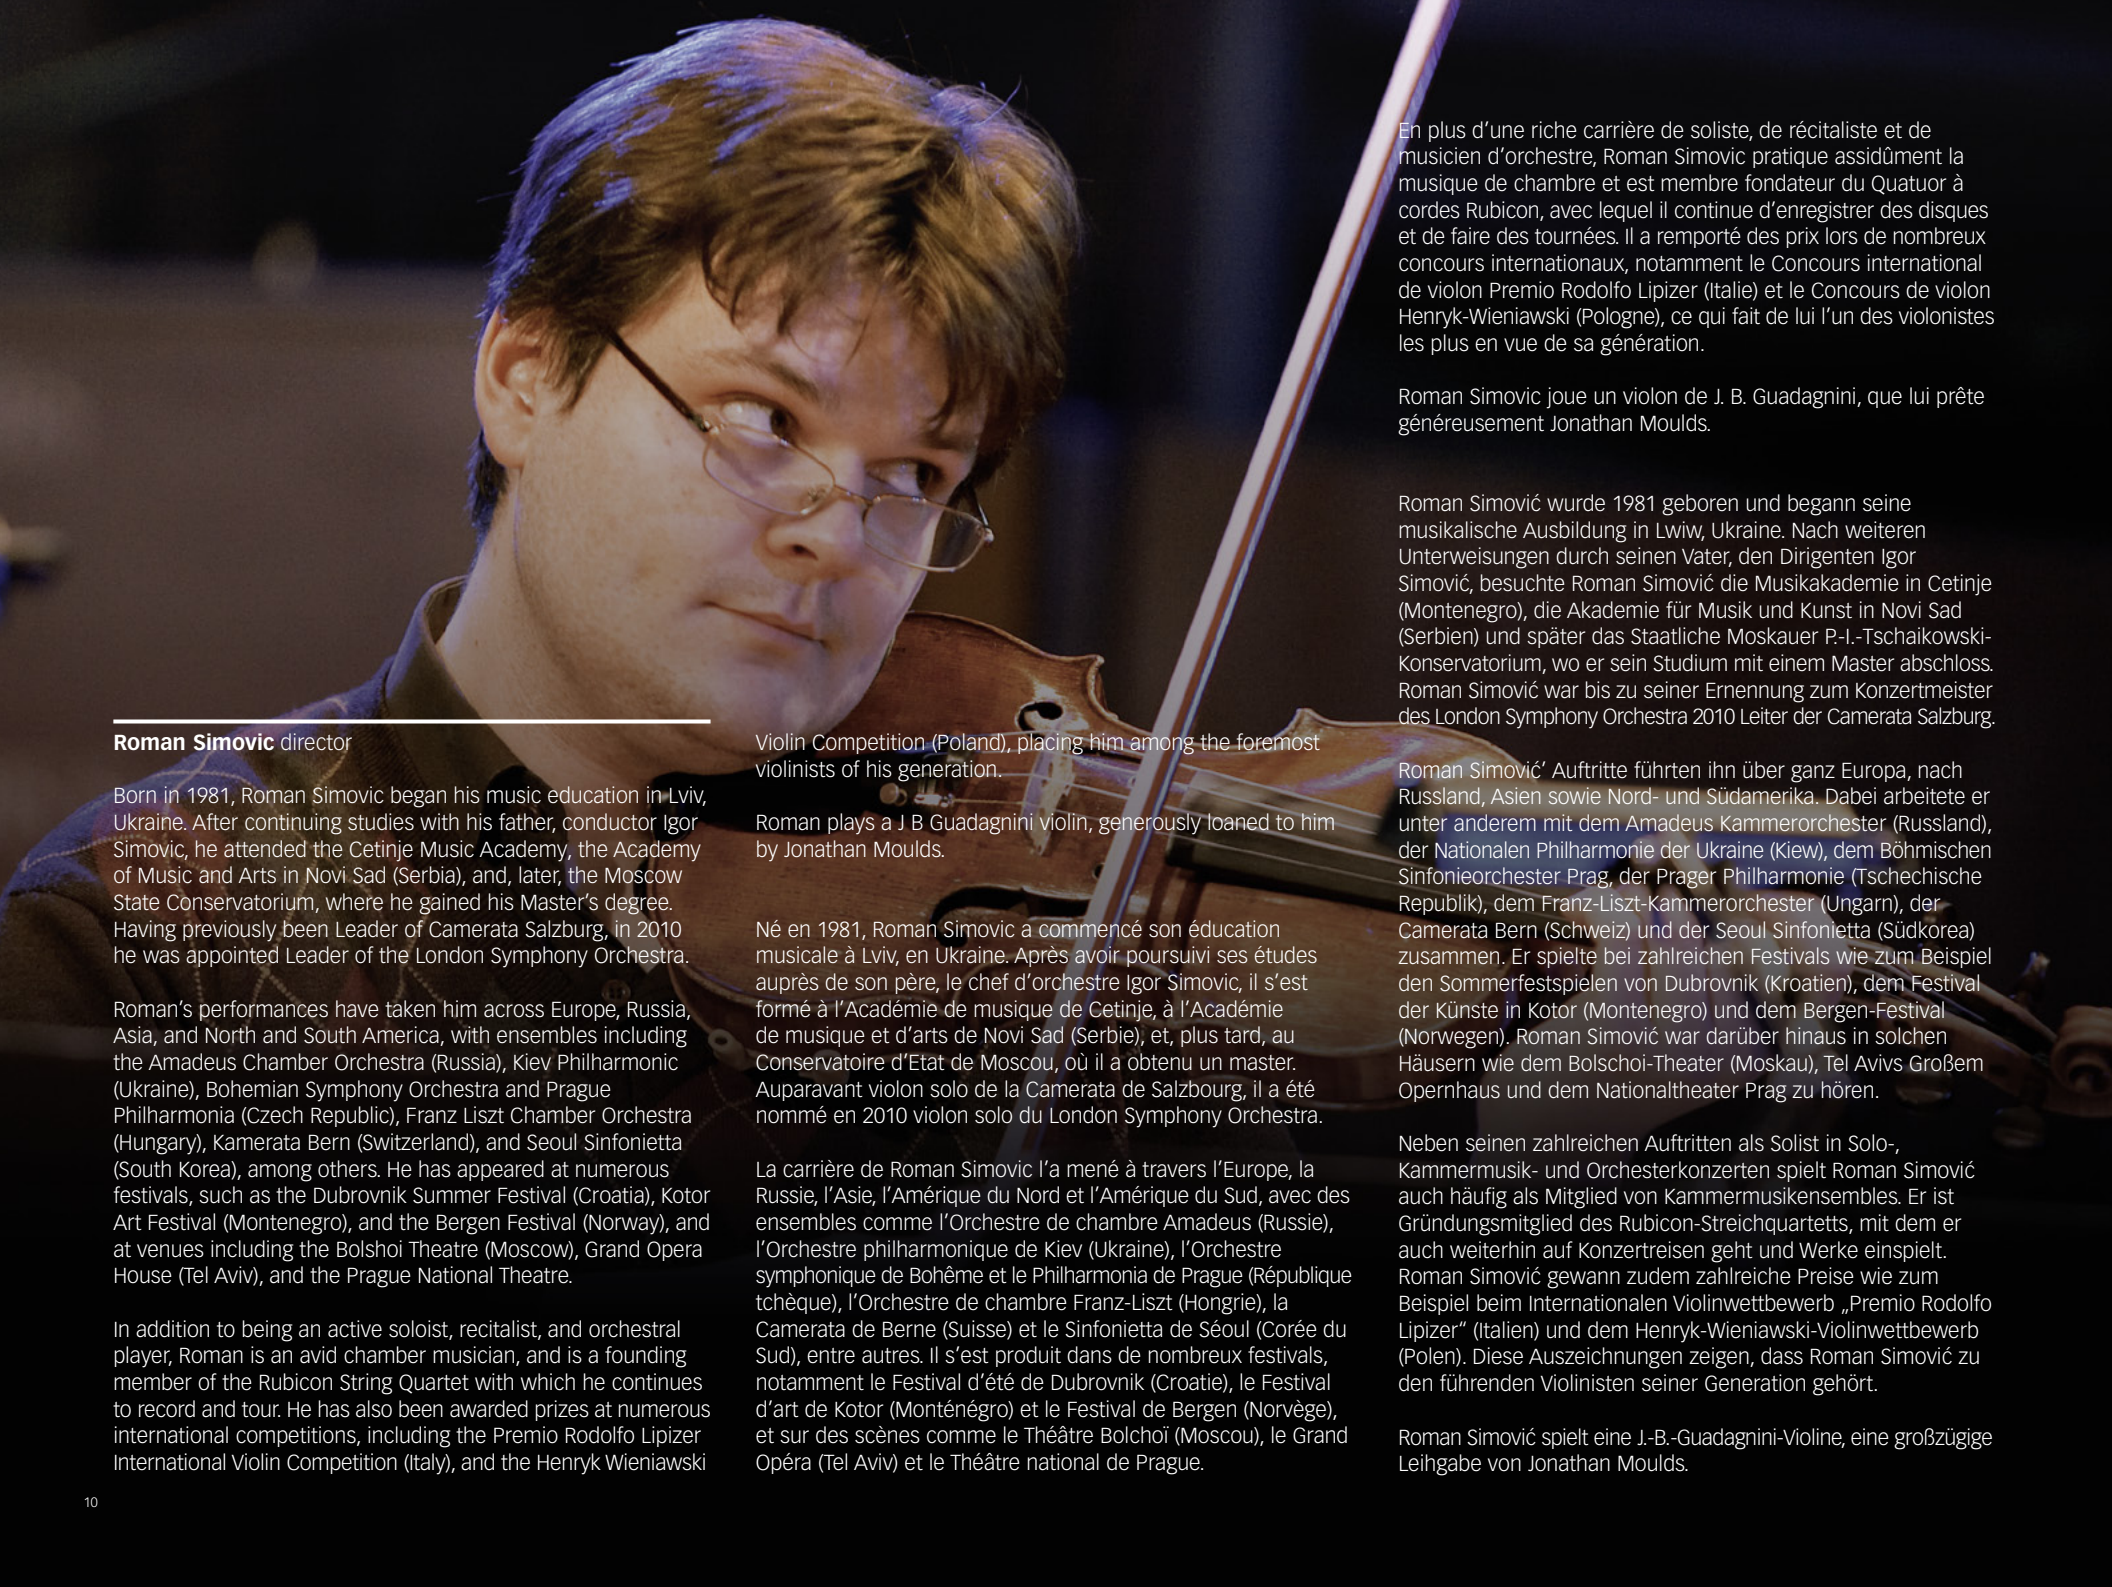 Roman Simovic director
Born in 1981, Roman Simovic began his music education in Lviv,
Ukraine. After continuing studies with his father, conductor Igor
Simovic, he attended the Cetinje Music Academy, the Academy
of Music and Arts in Novi Sad (Serbia), and, later, the Moscow
State Conservatorium, where he gained his Master’s degree.
Having previously been Leader of Camerata Salzburg, in 2010
he was appointed Leader of the London Symphony Orchestra.
Roman’s performances have taken him across Europe, Russia,
Asia, and North and South America, with ensembles including
the Amadeus Chamber Orchestra (Russia), Kiev Philharmonic
(Ukraine), Bohemian Symphony Orchestra and Prague
Philharmonia (Czech Republic), Franz Liszt Chamber Orchestra
(Hungary), Kamerata Bern (Switzerland), and Seoul Sinfonietta
(South Korea), among others. He has appeared at numerous
festivals, such as the Dubrovnik Summer Festival (Croatia), Kotor
Art Festival (Montenegro), and the Bergen Festival (Norway), and
at venues including the Bolshoi Theatre (Moscow), Grand Opera
House (Tel Aviv), and the Prague National Theatre.
In addition to being an active soloist, recitalist, and orchestral
player, Roman is an avid chamber musician, and is a founding
member of the Rubicon String Quartet with which he continues
to record and tour. He has also been awarded prizes at numerous
international competitions, including the Premio Rodolfo Lipizer
International Violin Competition (Italy), and the Henryk Wieniawski
Violin Competition (Poland), placing him among the foremost
violinists of his generation.
Roman plays a J B Guadagnini violin, generously loaned to him
by Jonathan Moulds.
Né en 1981, Roman Simovic a commencé son éducation
musicale à Lviv, en Ukraine. Après avoir poursuivi ses études
auprès de son père, le chef d’orchestre Igor Simovic, il s’est
formé à l’Académie de musique de Cetinje, à l’Académie
de musique et d’arts de Novi Sad (Serbie), et, plus tard, au
Conservatoire d’Etat de Moscou, où il a obtenu un master.
Auparavant violon solo de la Camerata de Salzbourg, il a été
nommé en 2010 violon solo du London Symphony Orchestra.
La carrière de Roman Simovic l’a mené à travers l’Europe, la
Russie, l’Asie, l’Amérique du Nord et l’Amérique du Sud, avec des
ensembles comme l’Orchestre de chambre Amadeus (Russie),
l’Orchestre philharmonique de Kiev (Ukraine), l’Orchestre
symphonique de Bohême et le Philharmonia de Prague (République
tchèque), l’Orchestre de chambre Franz-Liszt (Hongrie), la
Camerata de Berne (Suisse) et le Sinfonietta de Séoul (Corée du
Sud), entre autres. Il s’est produit dans de nombreux festivals,
notamment le Festival d’été de Dubrovnik (Croatie), le Festival
d’art de Kotor (Monténégro) et le Festival de Bergen (Norvège),
et sur des scènes comme le Théâtre Bolchoï (Moscou), le Grand
Opéra (Tel Aviv) et le Théâtre national de Prague.
En plus d’une riche carrière de soliste, de récitaliste et de
musicien d’orchestre, Roman Simovic pratique assidûment la
musique de chambre et est membre fondateur du Quatuor à
cordes Rubicon, avec lequel il continue d’enregistrer des disques
et de faire des tournées. Il a remporté des prix lors de nombreux
concours internationaux, notamment le Concours international
de violon Premio Rodolfo Lipizer (Italie) et le Concours de violon
Henryk-Wieniawski (Pologne), ce qui fait de lui l’un des violonistes
les plus en vue de sa génération.
Roman Simovic joue un violon de J. B. Guadagnini, que lui prête
généreusement Jonathan Moulds.
Roman Simović wurde 1981 geboren und begann seine
musikalische Ausbildung in Lwiw, Ukraine. Nach weiteren
Unterweisungen durch seinen Vater, den Dirigenten Igor
Simović, besuchte Roman Simović die Musikakademie in Cetinje
(Montenegro), die Akademie für Musik und Kunst in Novi Sad
(Serbien) und später das Staatliche Moskauer P.-I.-Tschaikowski-
Konservatorium, wo er sein Studium mit einem Master abschloss.
Roman Simović war bis zu seiner Ernennung zum Konzertmeister
des London Symphony Orchestra 2010 Leiter der Camerata Salzburg.
Roman Simović’ Auftritte führten ihn über ganz Europa, nach
Russland, Asien sowie Nord- und Südamerika. Dabei arbeitete er
unter anderem mit dem Amadeus Kammerorchester (Russland),
der Nationalen Philharmonie der Ukraine (Kiew), dem Böhmischen
Sinfonieorchester Prag, der Prager Philharmonie (Tschechische
Republik), dem Franz-Liszt-Kammerorchester (Ungarn), der
Camerata Bern (Schweiz) und der Seoul Sinfonietta (Südkorea)
zusammen. Er spielte bei zahlreichen Festivals wie zum Beispiel
den Sommerfestspielen von Dubrovnik (Kroatien), dem Festival
der Künste in Kotor (Montenegro) und dem Bergen-Festival
(Norwegen). Roman Simović war darüber hinaus in solchen
Häusern wie dem Bolschoi-Theater (Moskau), Tel Avivs Großem
Opernhaus und dem Nationaltheater Prag zu hören.
Neben seinen zahlreichen Auftritten als Solist in Solo-,
Kammermusik- und Orchesterkonzerten spielt Roman Simović
auch häufig als Mitglied von Kammermusikensembles. Er ist
Gründungsmitglied des Rubicon-Streichquartetts, mit dem er
auch weiterhin auf Konzertreisen geht und Werke einspielt.
Roman Simović gewann zudem zahlreiche Preise wie zum
Beispiel beim Internationalen Violinwettbewerb „Premio Rodolfo
Lipizer“ (Italien) und dem Henryk-Wieniawski-Violinwettbewerb
(Polen). Diese Auszeichnungen zeigen, dass Roman Simović zu
den führenden Violinisten seiner Generation gehört.
Roman Simović spielt eine J.-B.-Guadagnini-Violine, eine großzügige
Leihgabe von Jonathan Moulds.
10